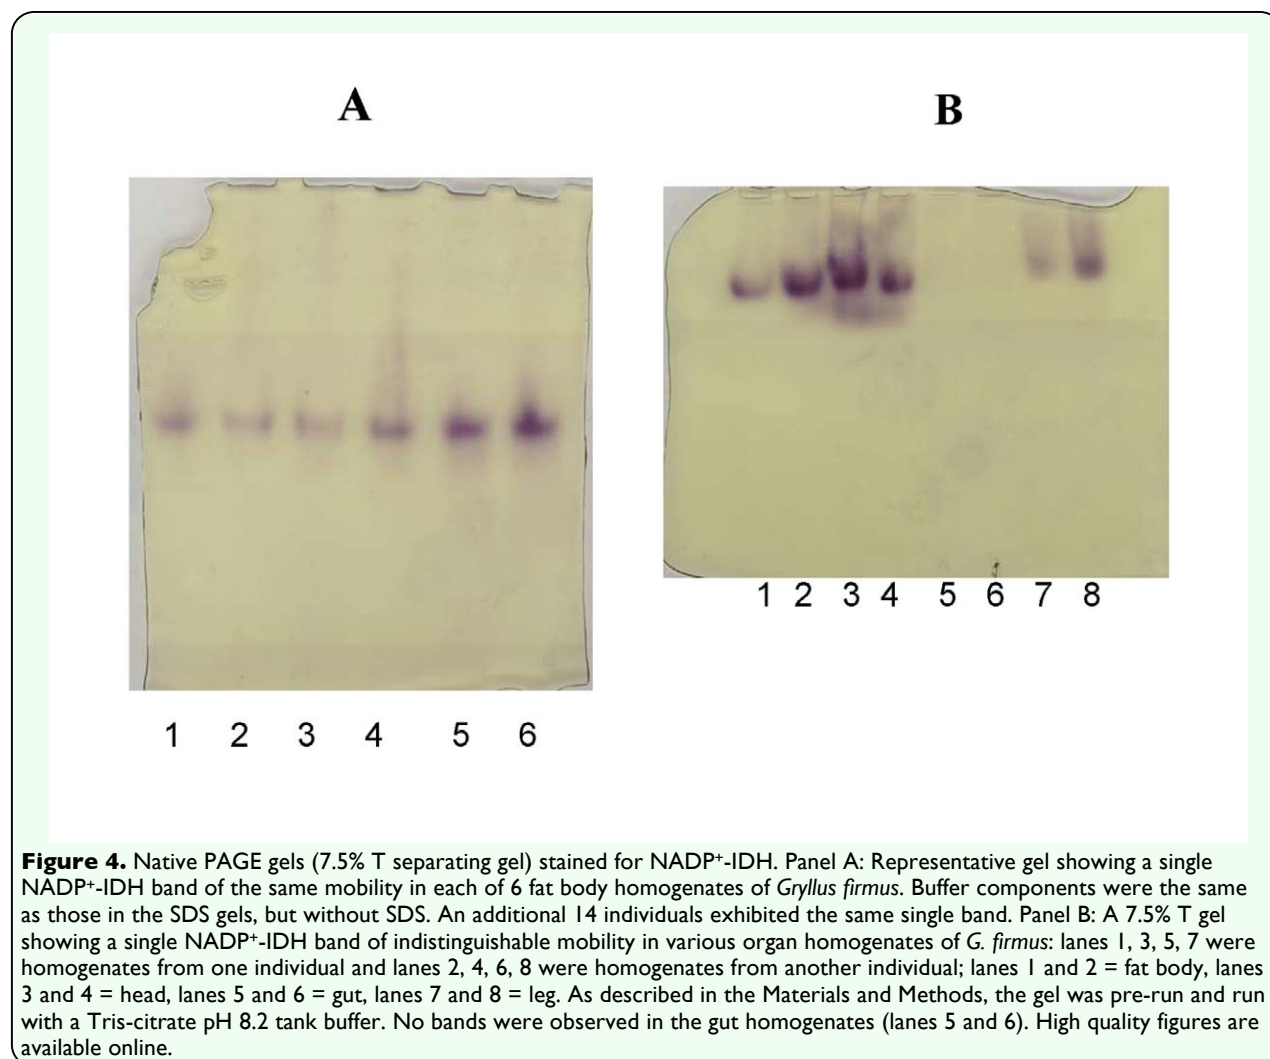 A
B
1 2 3 4 5 6 7 8
1 2 3 4 5 6
Figure 4. Native PAGE gels (7.5% T separating gel) stained for NADP⁺-IDH. Panel A: Representative gel showing a single
NADP⁺-IDH band of the same mobility in each of 6 fat body homogenates of Gryllus firmus. Buffer components were the same
as those in the SDS gels, but without SDS. An additional 14 individuals exhibited the same single band. Panel B: A 7.5% T gel
showing a single NADP⁺-IDH band of indistinguishable mobility in various organ homogenates of G. firmus: lanes 1, 3, 5, 7 were
homogenates from one individual and lanes 2, 4, 6, 8 were homogenates from another individual; lanes 1 and 2 = fat body, lanes
3 and 4 = head, lanes 5 and 6 = gut, lanes 7 and 8 = leg. As described in the Materials and Methods, the gel was pre-run and run
with a Tris-citrate pH 8.2 tank buffer. No bands were observed in the gut homogenates (lanes 5 and 6). High quality figures are
available online.